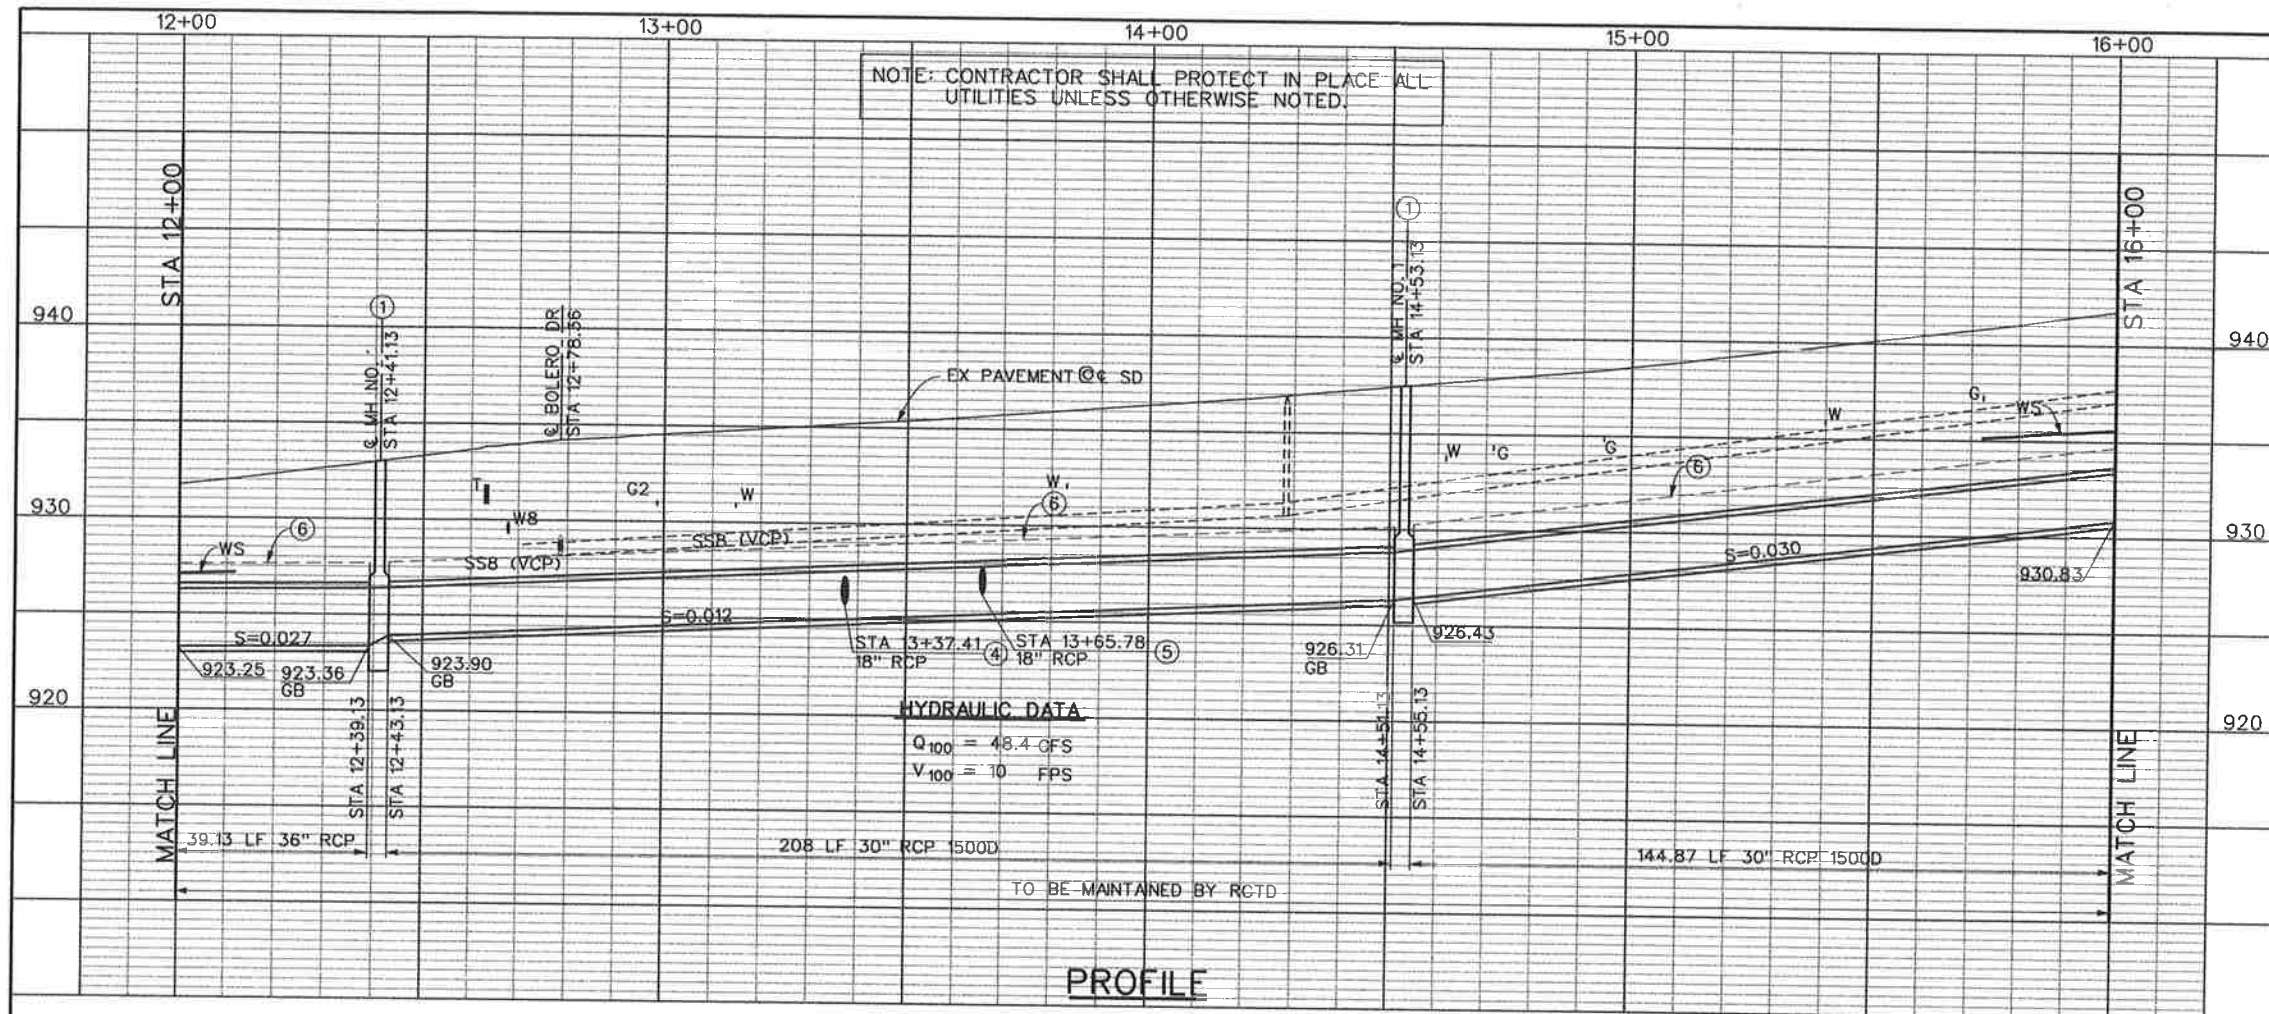 12+00
13+00
14+00
15+00
16+00
NOTE: CONTRACTOR SHALL PROTECT IN PLACE ALL
UTILITIES UNLESS OTHERWISE NOTED.
STA 12+00
STA 16+00
940
930
920
940
930
920
1
℄ MH NO.
STA 12+41.13
℄ BOLERO DR
STA 12+78.36
EX PAVEMENT @ ℄ SD
1
℄ MH NO. 1
STA 14+53.13
T
W8
G2
W
W
6
W
G
G
6
W
G
WS
WS
6
SS8 (VCP)
SS8 (VCP)
S=0.027
S=0.012
S=0.030
923.25
923.36
GB
923.90
GB
STA 13+37.41
18" RCP
4
STA 13+65.78
18" RCP
5
926.31
GB
926.43
930.83
HYDRAULIC DATA
Q100 = 48.4 CFS
V100 = 10 FPS
STA 12+39.13
STA 12+43.13
STA 14+51.13
STA 14+55.13
MATCH LINE
MATCH LINE
39.13 LF 36" RCP
208 LF 30" RCP 1500D
144.87 LF 30" RCP 1500D
TO BE MAINTAINED BY RCTD
PROFILE